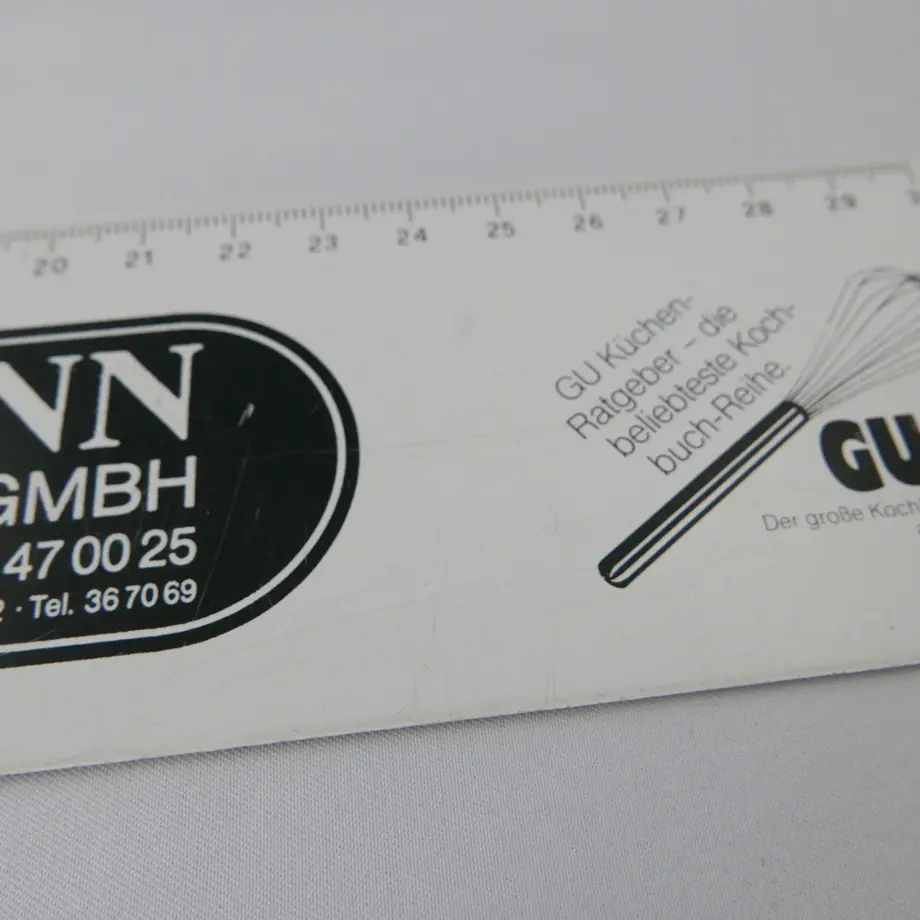 20 21 22 23 24 25 26 27 28 29
NN
GMBH
47 00 25
· Tel. 36 70 69
GU Küchen-
Ratgeber – die
beliebteste Koch-
buch-Reihe.
GU
Der große Koch